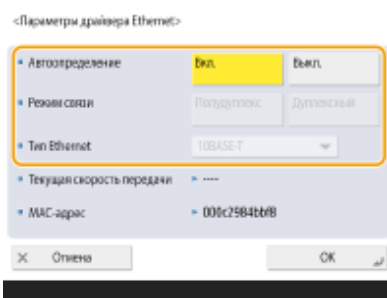 <Параметры драйвера Ethernet>
Автоопределение Вкл. Выкл.
Режим связи Полудуплекс Дуплексный
Тип Ethernet 10BASE-T
Текущая скорость передачи ----
MAC-адрес 000c2984bbf8
× Отмена OK